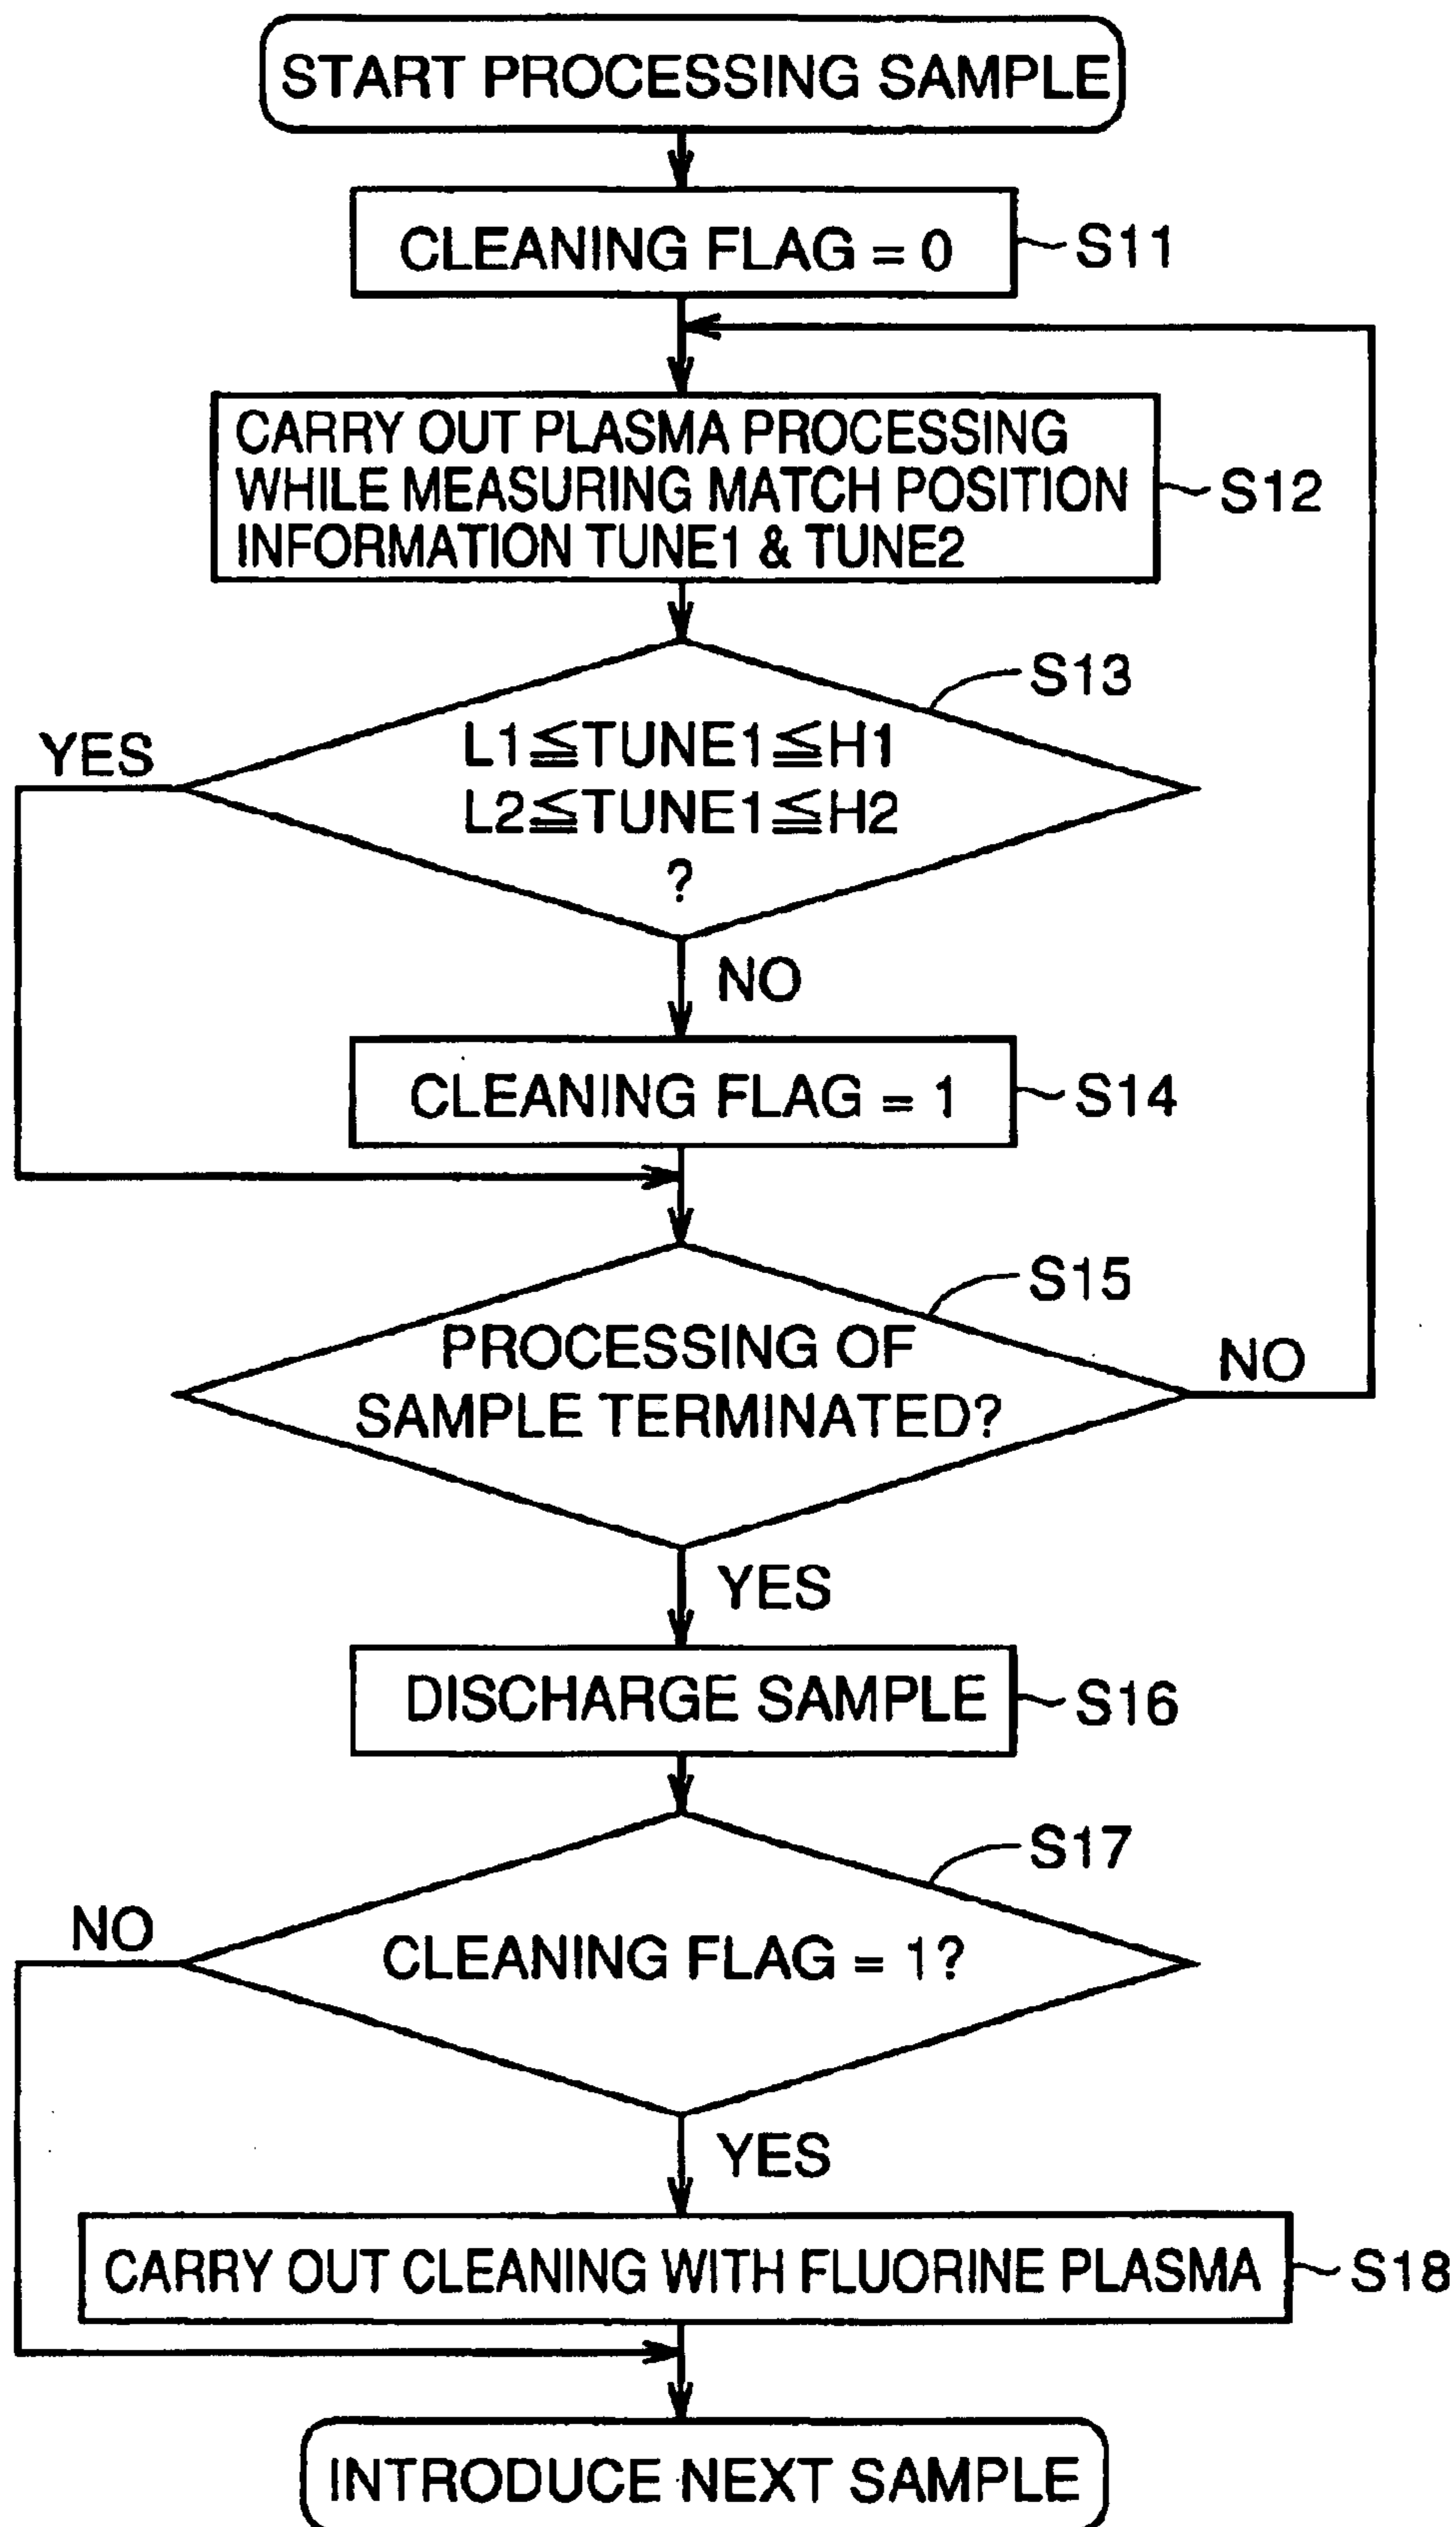 START PROCESSING SAMPLE
CLEANING FLAG = 0
S11
CARRY OUT PLASMA PROCESSING
WHILE MEASURING MATCH POSITION
INFORMATION TUNE1 & TUNE2
S12
S13
L1≦TUNE1≦H1
L2≦TUNE1≦H2
?
YES
NO
CLEANING FLAG = 1
S14
S15
PROCESSING OF
SAMPLE TERMINATED?
NO
YES
DISCHARGE SAMPLE
S16
S17
CLEANING FLAG = 1?
NO
YES
CARRY OUT CLEANING WITH FLUORINE PLASMA
S18
INTRODUCE NEXT SAMPLE